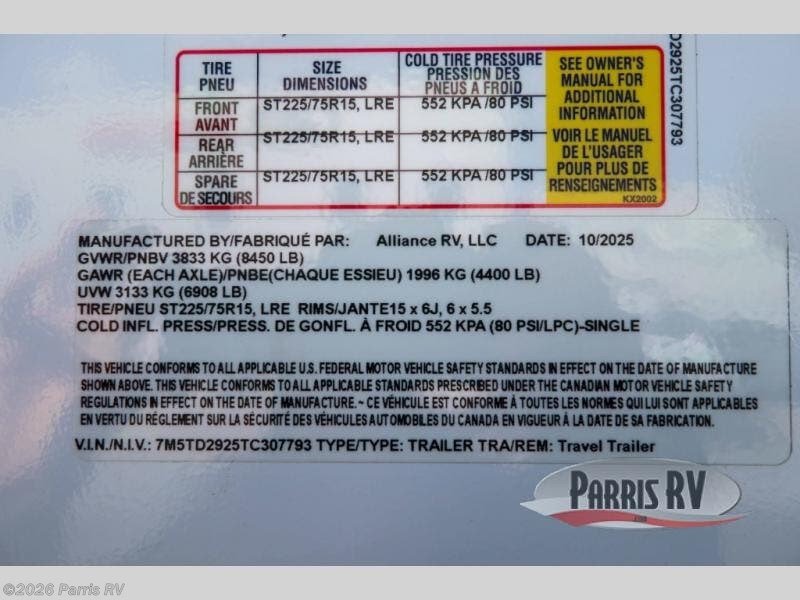 TIRE PNEU SIZE DIMENSIONS COLD TIRE PRESSURE PRESSION DES PNEUS A FROID
FRONT AVANT ST225/75R15, LRE 552 KPA /80 PSI
REAR ARRIÈRE ST225/75R15, LRE 552 KPA /80 PSI
SPARE DE SECOURS ST225/75R15, LRE 552 KPA /80 PSI
SEE OWNER'S
MANUAL FOR
ADDITIONAL
INFORMATION
VOIR LE MANUEL
DE L'USAGER
POUR PLUS DE
RENSEIGNEMENTS
KX2002
D2925TC307793
MANUFACTURED BY/FABRIQUÉ PAR: Alliance RV, LLC DATE: 10/2025
GVWR/PNBV 3833 KG (8450 LB)
GAWR (EACH AXLE)/PNBE(CHAQUE ESSIEU) 1996 KG (4400 LB)
UVW 3133 KG (6908 LB)
TIRE/PNEU ST225/75R15, LRE RIMS/JANTE15 x 6J, 6 x 5.5
COLD INFL. PRESS/PRESS. DE GONFL. À FROID 552 KPA (80 PSI/LPC)-SINGLE
THIS VEHICLE CONFORMS TO ALL APPLICABLE U.S. FEDERAL MOTOR VEHICLE SAFETY STANDARDS IN EFFECT ON THE DATE OF MANUFACTURE
SHOWN ABOVE. THIS VEHICLE CONFORMS TO ALL APPLICABLE STANDARDS PRESCRIBED UNDER THE CANADIAN MOTOR VEHICLE SAFETY
REGULATIONS IN EFFECT ON THE DATE OF MANUFACTURE. ~ CE VÉHICULE EST CONFORME À TOUTES LES NORMES QUI LUI SONT APPLICABLES
EN VERTU DU RÉGLEMENT SUR LA SÉCURITÉ DES VÉHICULES AUTOMOBILES DU CANADA EN VIGUEUR À LA DATE DE SA FABRICATION.
V.I.N./N.I.V.: 7M5TD2925TC307793 TYPE/TYPE: TRAILER TRA/REM: Travel Trailer
PARRIS RV
©2026 Parris RV